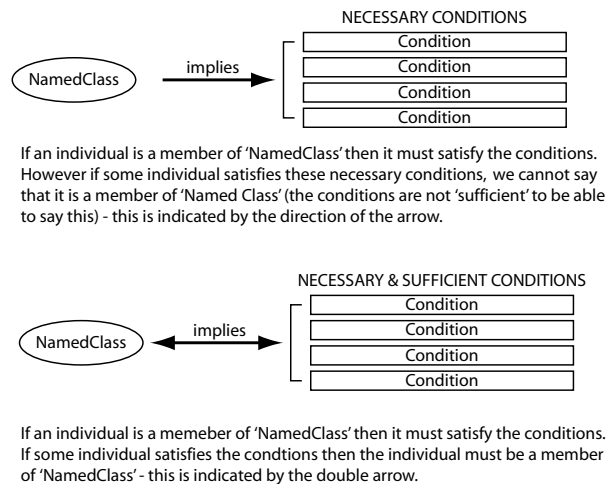 NECESSARY CONDITIONS
Condition
Condition
Condition
Condition
NamedClass
implies
If an individual is a member of ‘NamedClass’ then it must satisfy the conditions.
However if some individual satisfies these necessary conditions, we cannot say
that it is a member of ‘Named Class’ (the conditions are not ‘sufficient’ to be able
to say this) - this is indicated by the direction of the arrow.
NECESSARY & SUFFICIENT CONDITIONS
Condition
Condition
Condition
Condition
NamedClass
implies
If an individual is a memeber of ‘NamedClass’ then it must satisfy the conditions.
If some individual satisfies the condtions then the individual must be a member
of ‘NamedClass’ - this is indicated by the double arrow.